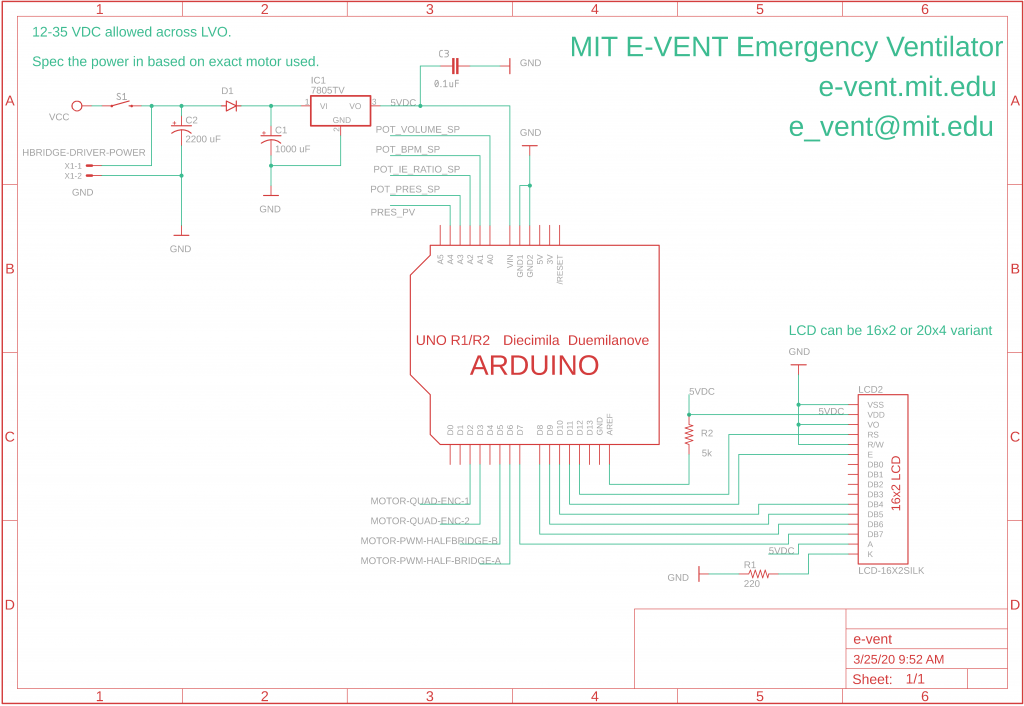 1 2 3 4 5 6
12-35 VDC allowed across LVO.
Spec the power in based on exact motor used.
MIT E-VENT Emergency Ventilator
e-vent.mit.edu
e_vent@mit.edu
A A
B B
C C
D D
VCC
S1
C2
2200 uF
HBRIDGE-DRIVER-POWER
X1-1
X1-2
GND
GND
D1
C1
1000 uF
GND
IC1
7805TV
1 VI VO 3
GND
2
5VDC
C3
0.1uF
GND
POT_VOLUME_SP
POT_BPM_SP
POT_IE_RATIO_SP
POT_PRES_SP
PRES_PV
GND
A5 A4 A3 A2 A1 A0 VIN GND1 GND2 5V 3V /RESET
UNO R1/R2 Diecimila Duemilanove
ARDUINO
D0 D1 D2 D3 D4 D5 D6 D7 D8 D9 D10 D11 D12 D13 GND AREF
MOTOR-QUAD-ENC-1
MOTOR-QUAD-ENC-2
MOTOR-PWM-HALFBRIDGE-B
MOTOR-PWM-HALF-BRIDGE-A
LCD can be 16x2 or 20x4 variant
GND
5VDC
R2
5k
5VDC
LCD2
VSS
VDD
VO
RS
R/W
E
DB0
DB1
DB2
DB3
DB4
DB5
DB6
DB7
A
K
16x2 LCD
LCD-16X2SILK
5VDC
GND
R1
220
e-vent
3/25/20 9:52 AM
Sheet: 1/1
1 2 3 4 5 6